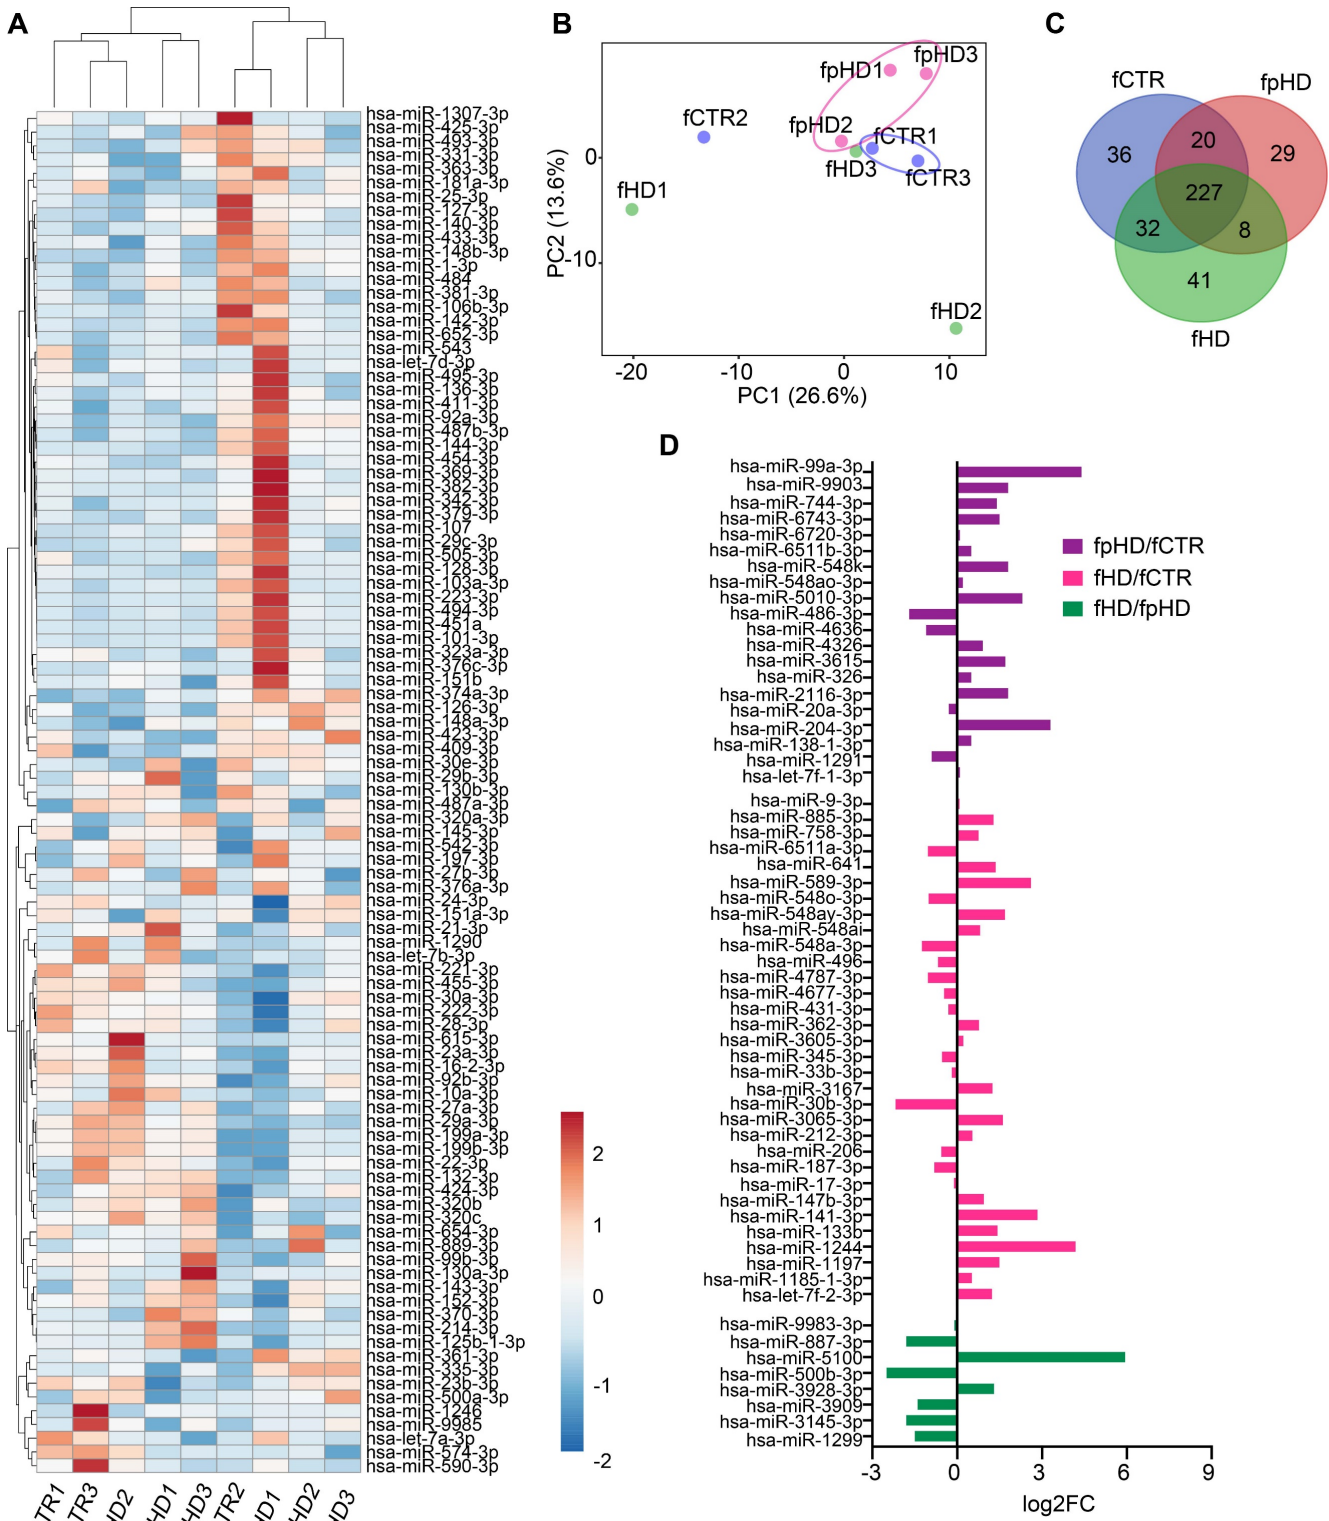 A
hsa-miR-1307-3p
hsa-miR-425-3p
hsa-miR-493-3p
hsa-miR-331-3p
hsa-miR-363-3p
hsa-miR-181a-3p
hsa-miR-25-3p
hsa-miR-127-3p
hsa-miR-140-3p
hsa-miR-433-3p
hsa-miR-148b-3p
hsa-miR-1-3p
hsa-miR-484
hsa-miR-381-3p
hsa-miR-106b-3p
hsa-miR-142-3p
hsa-miR-652-3p
hsa-miR-543
hsa-let-7d-3p
hsa-miR-495-3p
hsa-miR-136-3p
hsa-miR-411-3p
hsa-miR-92a-3p
hsa-miR-487b-3p
hsa-miR-144-3p
hsa-miR-454-3p
hsa-miR-369-3p
hsa-miR-382-3p
hsa-miR-342-3p
hsa-miR-379-3p
hsa-miR-107
hsa-miR-29c-3p
hsa-miR-505-3p
hsa-miR-128-3p
hsa-miR-103a-3p
hsa-miR-223-3p
hsa-miR-494-3p
hsa-miR-451a
hsa-miR-101-3p
hsa-miR-323a-3p
hsa-miR-376c-3p
hsa-miR-151b
hsa-miR-374a-3p
hsa-miR-126-3p
hsa-miR-148a-3p
hsa-miR-423-3p
hsa-miR-409-3p
hsa-miR-30e-3p
hsa-miR-29b-3p
hsa-miR-130b-3p
hsa-miR-487a-3p
hsa-miR-320a-3p
hsa-miR-145-3p
hsa-miR-542-3p
hsa-miR-197-3p
hsa-miR-27b-3p
hsa-miR-376a-3p
hsa-miR-24-3p
hsa-miR-151a-3p
hsa-miR-21-3p
hsa-miR-1290
hsa-let-7b-3p
hsa-miR-221-3p
hsa-miR-455-3p
hsa-miR-30a-3p
hsa-miR-222-3p
hsa-miR-28-3p
hsa-miR-615-3p
hsa-miR-23a-3p
hsa-miR-16-2-3p
hsa-miR-92b-3p
hsa-miR-10a-3p
hsa-miR-27a-3p
hsa-miR-29a-3p
hsa-miR-199a-3p
hsa-miR-199b-3p
hsa-miR-22-3p
hsa-miR-132-3p
hsa-miR-424-3p
hsa-miR-320b
hsa-miR-320c
hsa-miR-654-3p
hsa-miR-889-3p
hsa-miR-99b-3p
hsa-miR-130a-3p
hsa-miR-143-3p
hsa-miR-152-3p
hsa-miR-370-3p
hsa-miR-214-3p
hsa-miR-125b-1-3p
hsa-miR-361-3p
hsa-miR-335-3p
hsa-miR-23b-3p
hsa-miR-500a-3p
hsa-miR-1246
hsa-miR-9985
hsa-let-7a-3p
hsa-miR-574-3p
hsa-miR-590-3p
TR1 TR3 HD2 HD1 HD3 TR2 HD1 HD2 HD3
2
1
0
-1
-2
B
fpHD1
fpHD3
fCTR2
fpHD2
fCTR1
fHD3
fCTR3
fHD1
fHD2
0
-10
PC2 (13.6%)
-20 -10 0 10
PC1 (26.6%)
C
fCTR
fpHD
36 20 29
227
32 8
41
fHD
D
hsa-miR-99a-3p
hsa-miR-9903
hsa-miR-744-3p
hsa-miR-6743-3p
hsa-miR-6720-3p
hsa-miR-6511b-3p
hsa-miR-548k
hsa-miR-548ao-3p
hsa-miR-5010-3p
hsa-miR-486-3p
hsa-miR-4636
hsa-miR-4326
hsa-miR-3615
hsa-miR-326
hsa-miR-2116-3p
hsa-miR-20a-3p
hsa-miR-204-3p
hsa-miR-138-1-3p
hsa-miR-1291
hsa-let-7f-1-3p
hsa-miR-9-3p
hsa-miR-885-3p
hsa-miR-758-3p
hsa-miR-6511a-3p
hsa-miR-641
hsa-miR-589-3p
hsa-miR-548o-3p
hsa-miR-548ay-3p
hsa-miR-548ai
hsa-miR-548a-3p
hsa-miR-496
hsa-miR-4787-3p
hsa-miR-4677-3p
hsa-miR-431-3p
hsa-miR-362-3p
hsa-miR-3605-3p
hsa-miR-345-3p
hsa-miR-33b-3p
hsa-miR-3167
hsa-miR-30b-3p
hsa-miR-3065-3p
hsa-miR-212-3p
hsa-miR-206
hsa-miR-187-3p
hsa-miR-17-3p
hsa-miR-147b-3p
hsa-miR-141-3p
hsa-miR-133b
hsa-miR-1244
hsa-miR-1197
hsa-miR-1185-1-3p
hsa-let-7f-2-3p
hsa-miR-9983-3p
hsa-miR-887-3p
hsa-miR-5100
hsa-miR-500b-3p
hsa-miR-3928-3p
hsa-miR-3909
hsa-miR-3145-3p
hsa-miR-1299
fpHD/fCTR
fHD/fCTR
fHD/fpHD
-3 0 3 6 9
log2FC